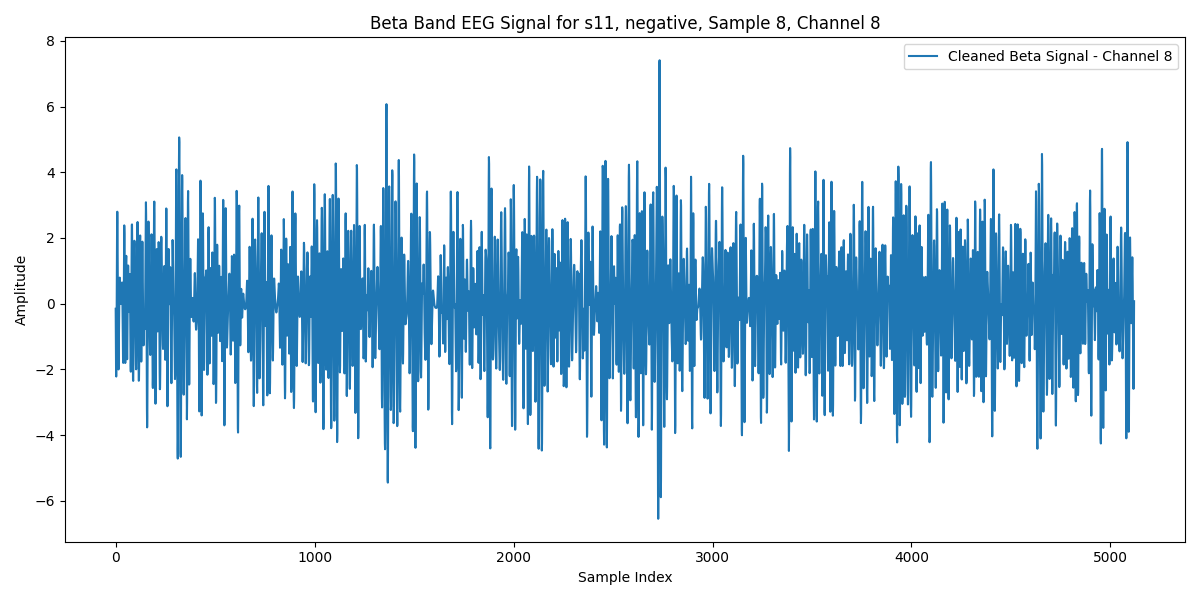 Beta Band EEG Signal for s11, negative, Sample 8, Channel 8
Cleaned Beta Signal - Channel 8
Amplitude
8
6
4
2
0
−2
−4
−6
0 1000 2000 3000 4000 5000
Sample Index